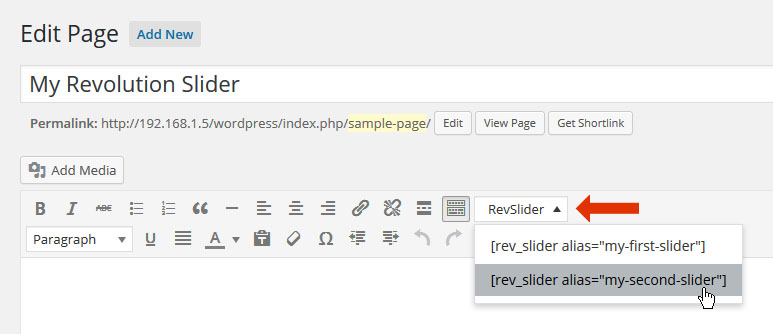 Edit Page Add New
My Revolution Slider
Permalink: http://192.168.1.5/wordpress/index.php/sample-page/ Edit View Page Get Shortlink
Add Media
B I ABC RevSlider
Paragraph U A Ω
[rev_slider alias="my-first-slider"]
[rev_slider alias="my-second-slider"]